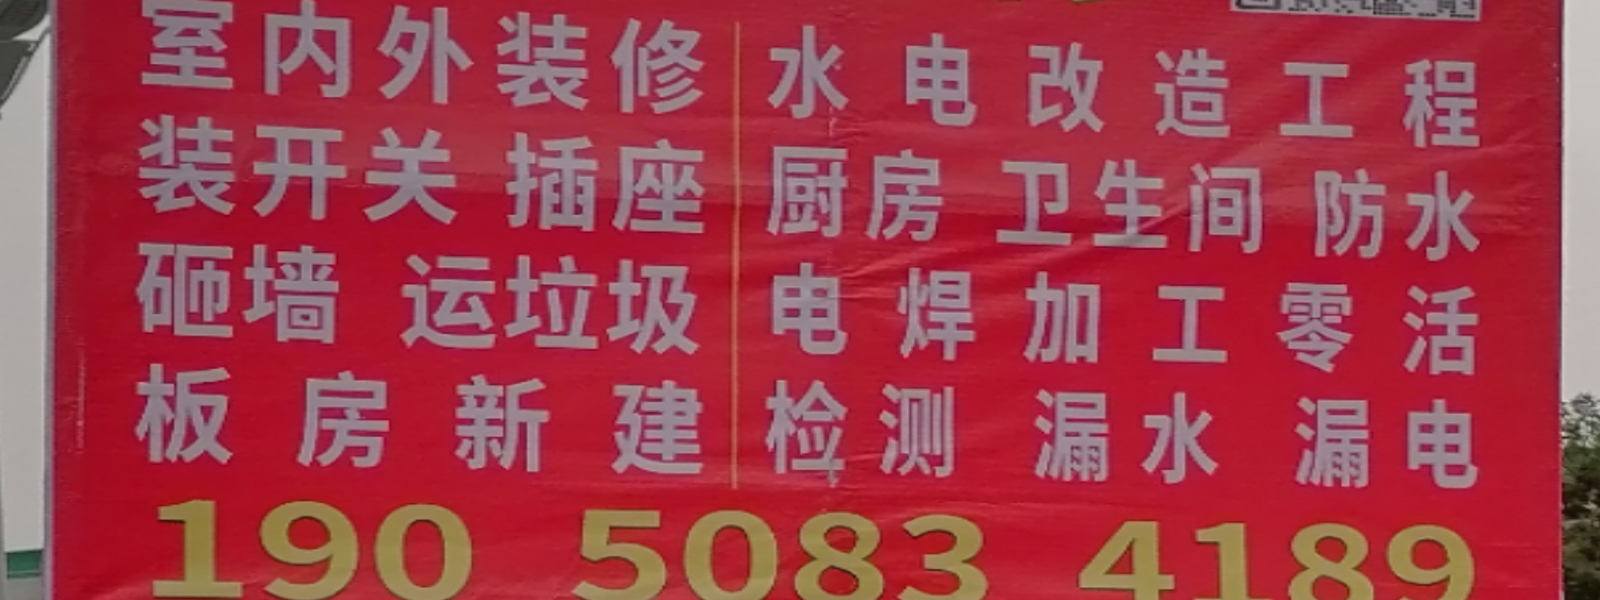 室内外装修 水电改造工程
装开关 插座 厨房 卫生间 防水
砸墙 运垃圾 电焊加工零活
板房新建 检测 漏水 漏电
190 5083 4189